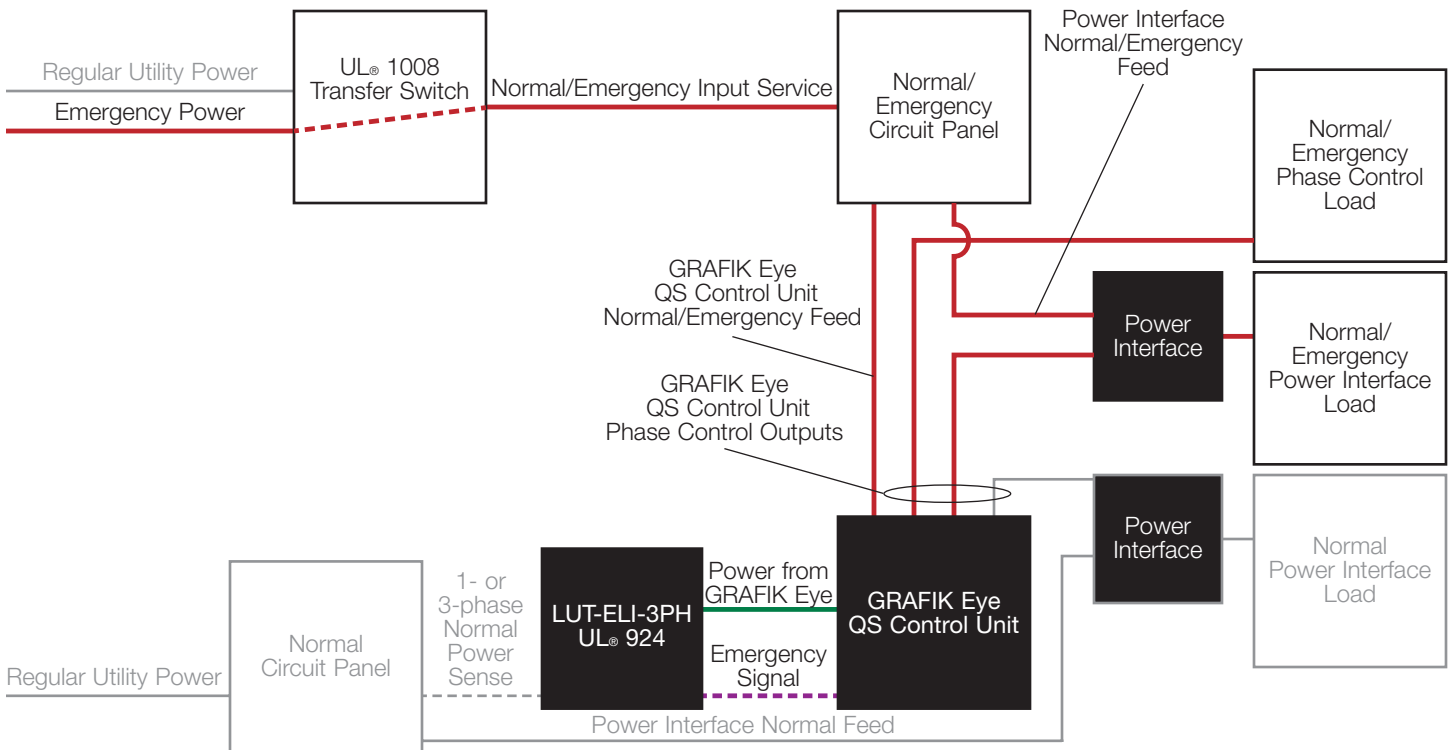 Regular Utility Power
Emergency Power
UL® 1008
Transfer Switch
Normal/Emergency Input Service
Normal/
Emergency
Circuit Panel
Power Interface
Normal/Emergency
Feed
Normal/
Emergency
Phase Control
Load
GRAFIK Eye
QS Control Unit
Normal/Emergency Feed
Power
Interface
Normal/
Emergency
Power Interface
Load
GRAFIK Eye
QS Control Unit
Phase Control Outputs
Power
Interface
Normal
Power Interface
Load
Regular Utility Power
Normal
Circuit Panel
1- or
3-phase
Normal
Power
Sense
LUT-ELI-3PH
UL® 924
Power from
GRAFIK Eye
Emergency
Signal
GRAFIK Eye
QS Control Unit
Power Interface Normal Feed